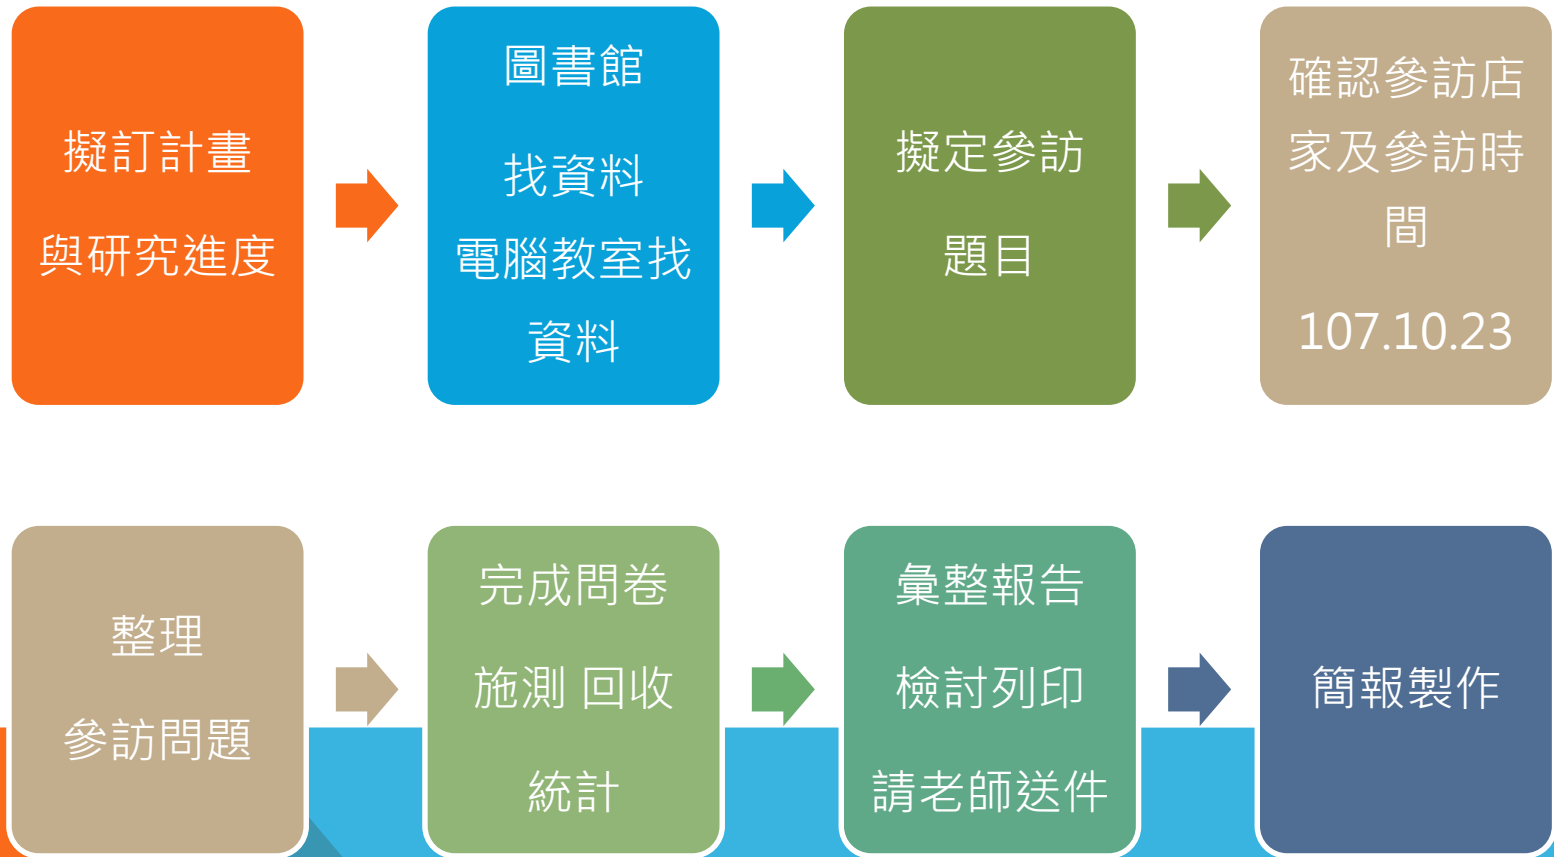 擬訂計畫
與研究進度
圖書館
找資料
電腦教室找
資料
擬定參訪
題目
確認參訪店
家及參訪時
間
107.10.23
整理
參訪問題
完成問卷
施測 回收
統計
彙整報告
檢討列印
請老師送件
簡報製作